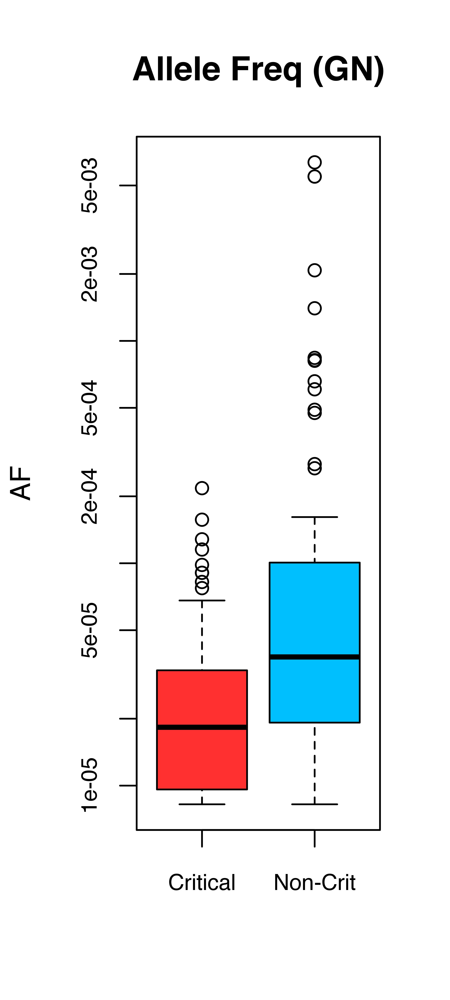 Allele Freq (GN)
AF
5e-03
2e-03
5e-04
2e-04
5e-05
1e-05
Critical
Non-Crit